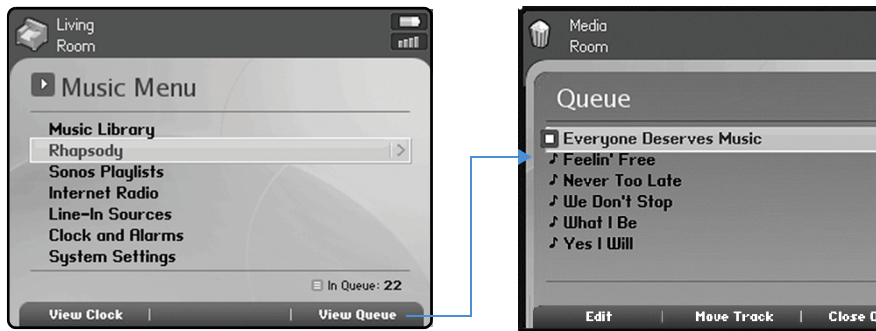 Living
Room
Music Menu
Music Library
Rhapsody
Sonos Playlists
Internet Radio
Line-In Sources
Clock and Alarms
System Settings
In Queue: 22
View Clock | | View Queue
Media
Room
Queue
Everyone Deserves Music
Feelin' Free
Never Too Late
We Don't Stop
What I Be
Yes I Will
Edit | Move Track | Close